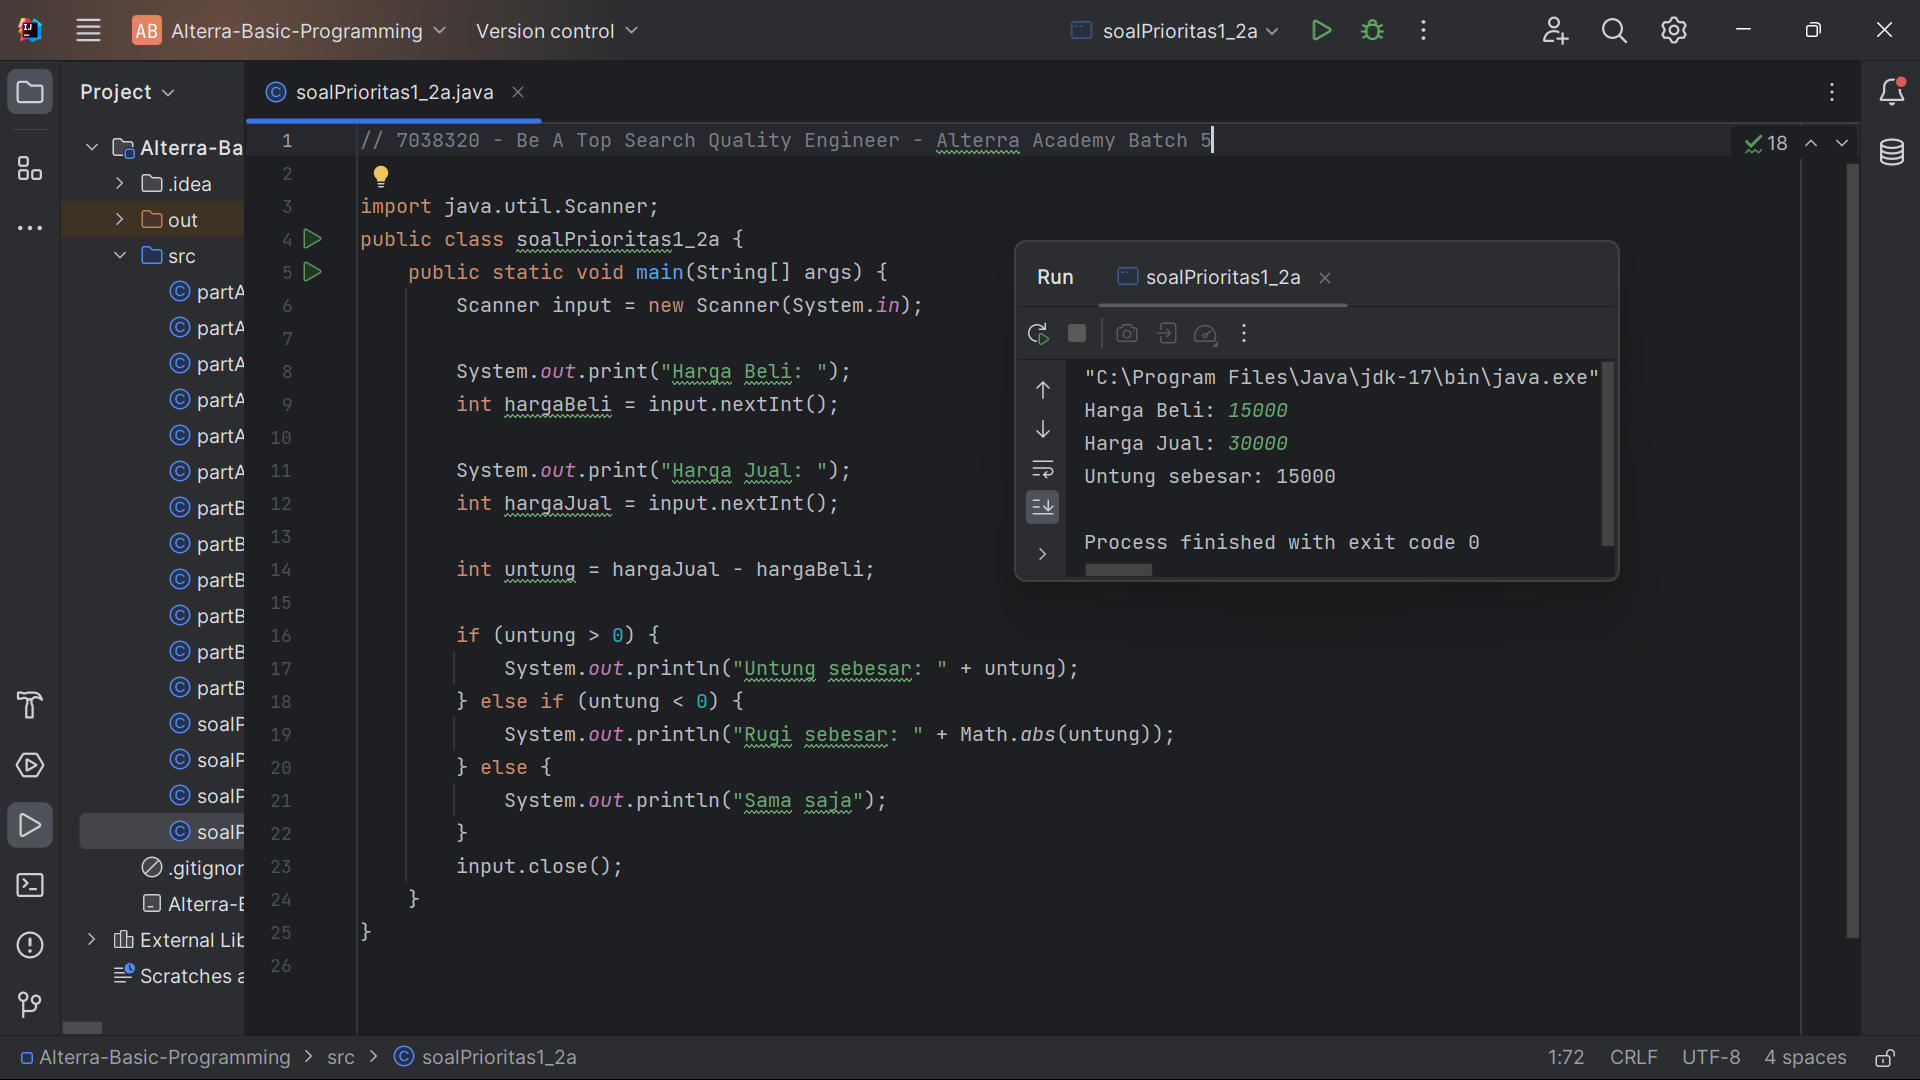 AB Alterra-Basic-Programming Version control soalPrioritas1_2a
Project
soalPrioritas1_2a.java
Alterra-Ba
.idea
out
src
partA
partA
partA
partA
partA
partA
partB
partB
partB
partB
partB
partB
soalP
soalP
soalP
soalP
.gitignor
Alterra-B
External Lib
Scratches a
18
1 // 7038320 - Be A Top Search Quality Engineer - Alterra Academy Batch 5
2
3 import java.util.Scanner;
4 public class soalPrioritas1_2a {
5 public static void main(String[] args) {
6 Scanner input = new Scanner(System.in);
7
8 System.out.print("Harga Beli: ");
9 int hargaBeli = input.nextInt();
10
11 System.out.print("Harga Jual: ");
12 int hargaJual = input.nextInt();
13
14 int untung = hargaJual - hargaBeli;
15
16 if (untung > 0) {
17 System.out.println("Untung sebesar: " + untung);
18 } else if (untung < 0) {
19 System.out.println("Rugi sebesar: " + Math.abs(untung));
20 } else {
21 System.out.println("Sama saja");
22 }
23 input.close();
24 }
25 }
26
Run soalPrioritas1_2a
"C:\Program Files\Java\jdk-17\bin\java.exe"
Harga Beli: 15000
Harga Jual: 30000
Untung sebesar: 15000
Process finished with exit code 0
Alterra-Basic-Programming > src > soalPrioritas1_2a
1:72 CRLF UTF-8 4 spaces